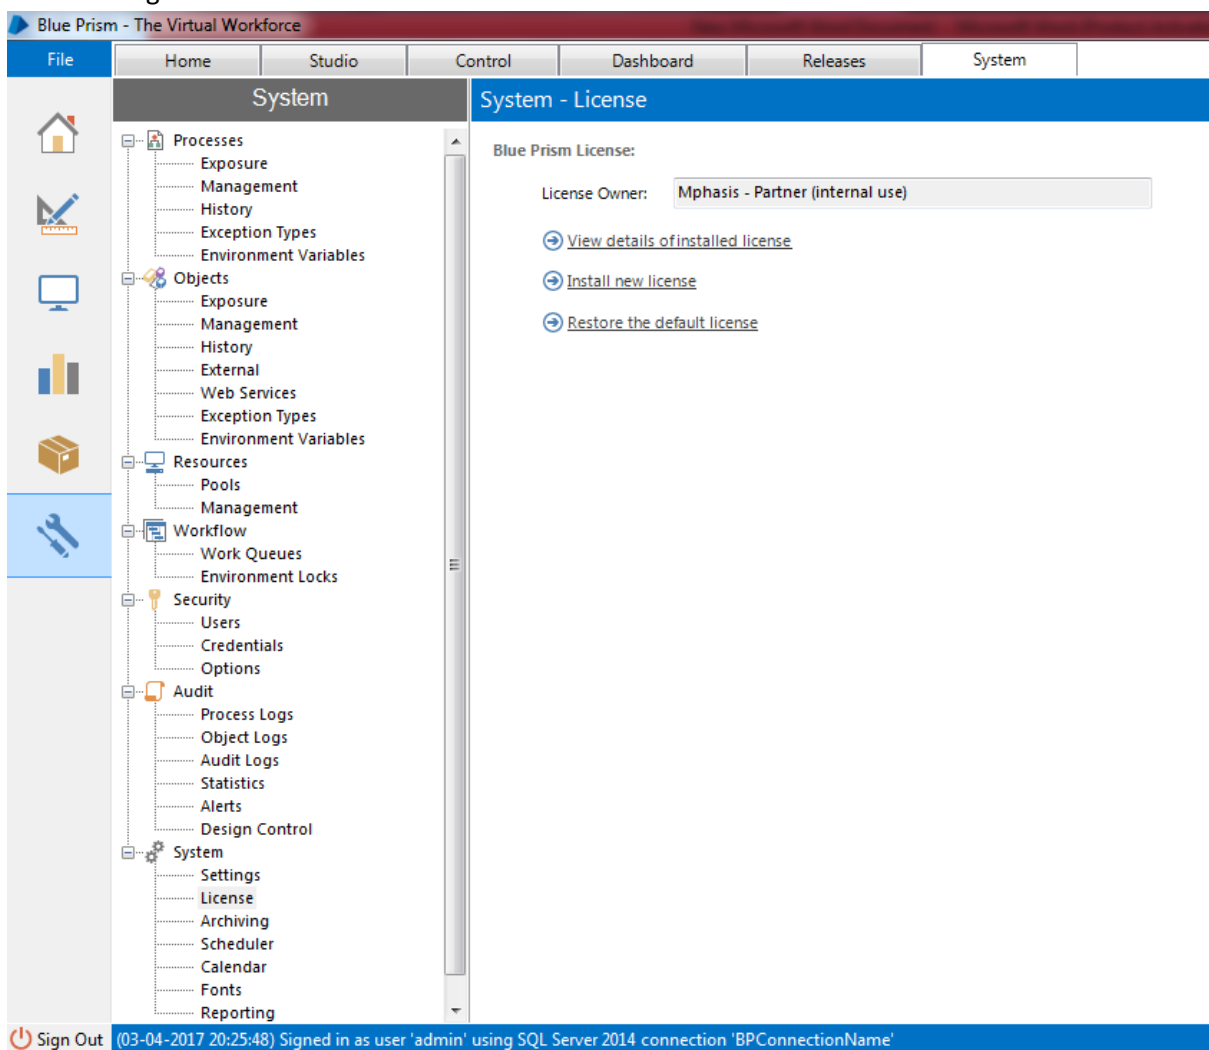 Blue Prism - The Virtual Workforce
File Home Studio Control Dashboard Releases System
System
System - License
Processes
Exposure
Management
History
Exception Types
Environment Variables
Objects
Exposure
Management
History
External
Web Services
Exception Types
Environment Variables
Resources
Pools
Management
Workflow
Work Queues
Environment Locks
Security
Users
Credentials
Options
Audit
Process Logs
Object Logs
Audit Logs
Statistics
Alerts
Design Control
System
Settings
License
Archiving
Scheduler
Calendar
Fonts
Reporting
Blue Prism License:
License Owner: Mphasis - Partner (internal use)
View details of installed license
Install new license
Restore the default license
Sign Out (03-04-2017 20:25:48) Signed in as user 'admin' using SQL Server 2014 connection 'BPConnectionName'